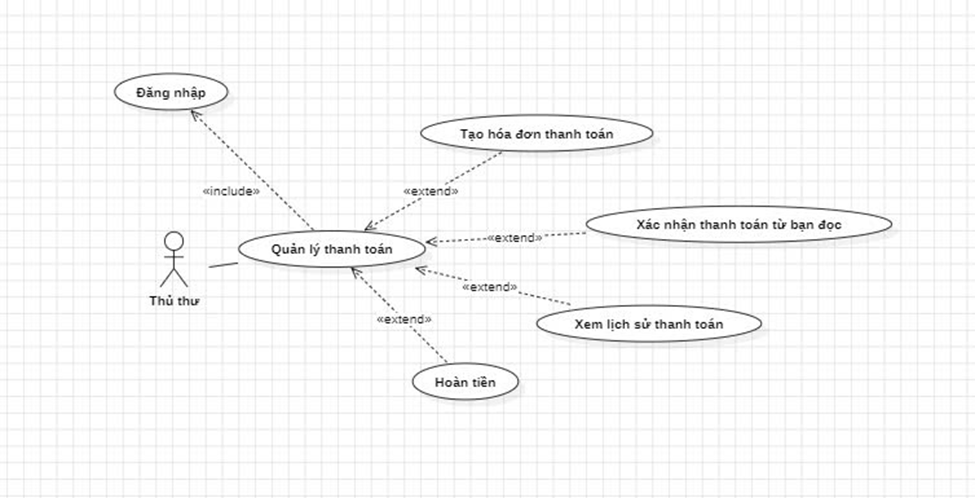 Đăng nhập
Tạo hóa đơn thanh toán
«include»
«extend»
Xác nhận thanh toán từ bạn đọc
«extend»
Quản lý thanh toán
«extend»
Thủ thư
«extend»
Xem lịch sử thanh toán
Hoàn tiền